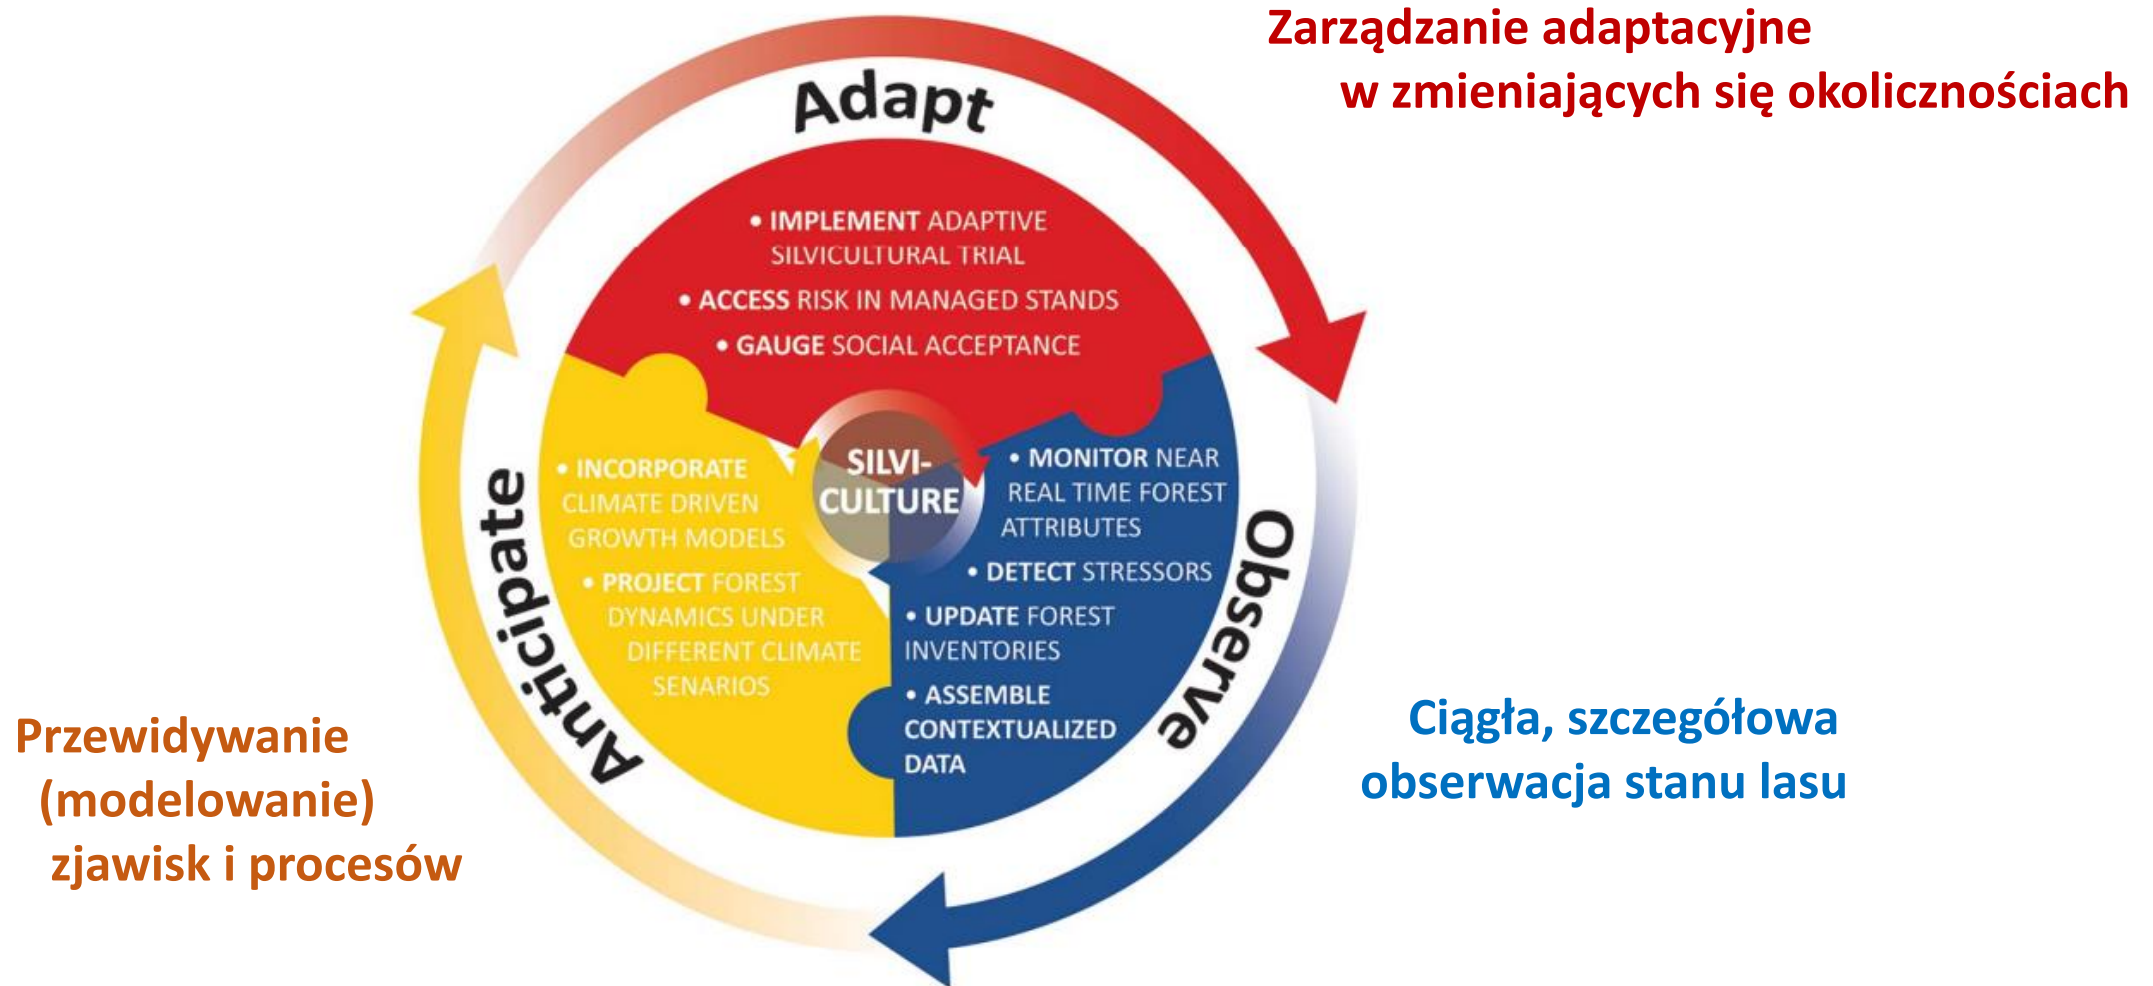 Zarządzanie adaptacyjne
w zmieniających się okolicznościach
Adapt
• IMPLEMENT ADAPTIVE
SILVICULTURAL TRIAL
• ACCESS RISK IN MANAGED STANDS
• GAUGE SOCIAL ACCEPTANCE
SILVI-
CULTURE
Observe
• MONITOR NEAR
REAL TIME FOREST
ATTRIBUTES
• DETECT STRESSORS
• UPDATE FOREST
INVENTORIES
• ASSEMBLE
CONTEXTUALIZED
DATA
Ciągła, szczegółowa
obserwacja stanu lasu
Anticipate
• INCORPORATE
CLIMATE DRIVEN
GROWTH MODELS
• PROJECT FOREST
DYNAMICS UNDER
DIFFERENT CLIMATE
SENARIOS
Przewidywanie
(modelowanie)
zjawisk i procesów